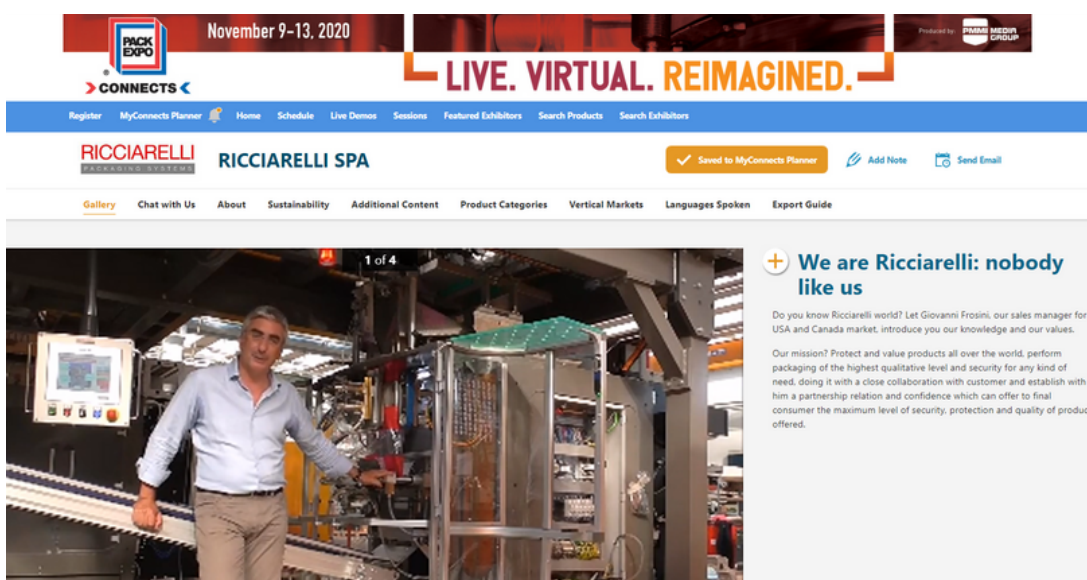 November 9-13, 2020
PACK
EXPO
CONNECTS
LIVE. VIRTUAL. REIMAGINED.
Produced by: PMMI MEDIA
GROUP
Register MyConnects Planner Home Schedule Live Demos Sessions Featured Exhibitors Search Products Search Exhibitors
RICCIARELLI
PACKAGING SYSTEMS
RICCIARELLI SPA
Saved to MyConnects Planner Add Note Send Email
Gallery Chat with Us About Sustainability Additional Content Product Categories Vertical Markets Languages Spoken Export Guide
1 of 4
We are Ricciarelli: nobody
like us
Do you know Ricciarelli world? Let Giovanni Frosini, our sales manager for
USA and Canada market, introduce you our knowledge and our values.
Our mission? Protect and value products all over the world, perform
packaging of the highest qualitative level and security for any kind of
need, doing it with a close collaboration with customer and establish with
him a partnership relation and confidence which can offer to final
consumer the maximum level of security, protection and quality of produc
offered.